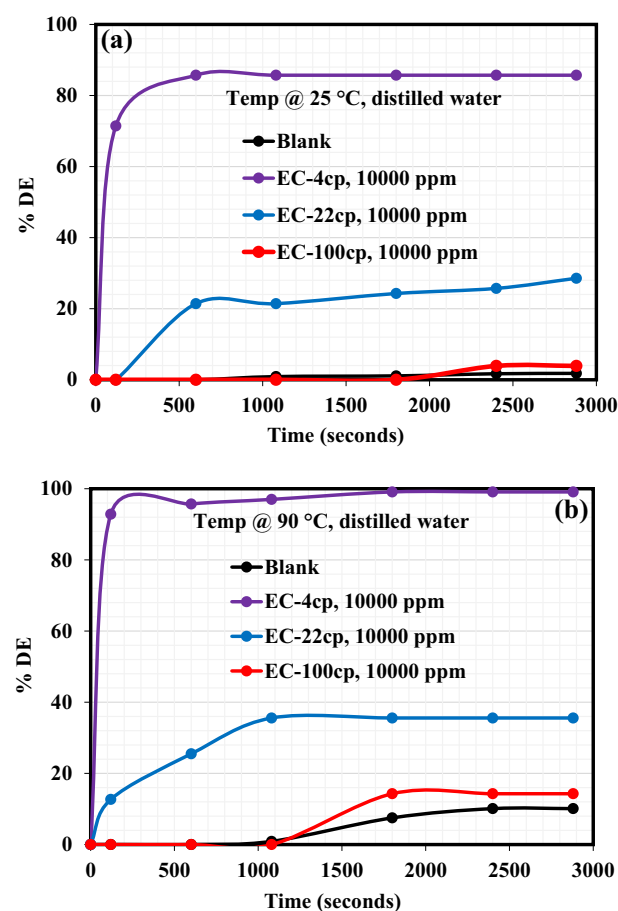 (a)
100
80
60
40
20
0
% DE
Temp @ 25 °C, distilled water
Blank
EC-4cp, 10000 ppm
EC-22cp, 10000 ppm
EC-100cp, 10000 ppm
0 500 1000 1500 2000 2500 3000
Time (seconds)
(b)
100
80
60
40
20
0
% DE
Temp @ 90 °C, distilled water
Blank
EC-4cp, 10000 ppm
EC-22cp, 10000 ppm
EC-100cp, 10000 ppm
0 500 1000 1500 2000 2500 3000
Time (seconds)